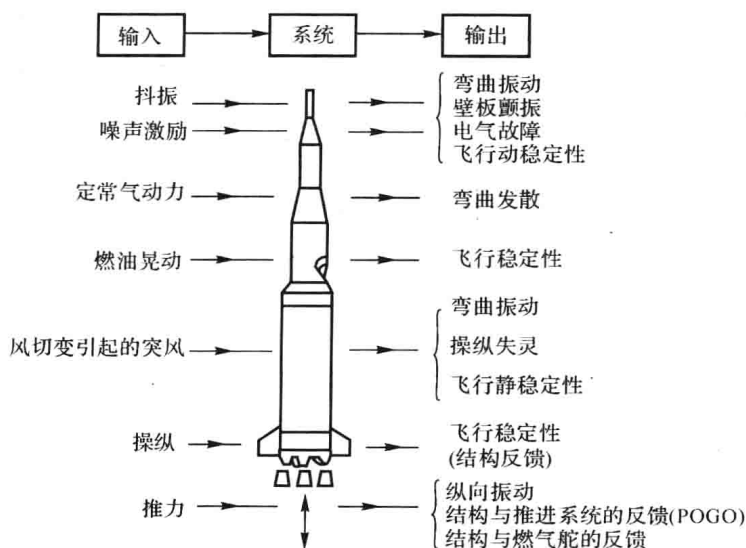 输入
系统
输出
抖振
弯曲振动
壁板颤振
噪声激励
电气故障
飞行动稳定性
定常气动力
弯曲发散
燃油晃动
飞行稳定性
弯曲振动
风切变引起的突风
操纵失灵
飞行静稳定性
操纵
飞行稳定性
(结构反馈)
推力
纵向振动
结构与推进系统的反馈(POGO)
结构与燃气舵的反馈